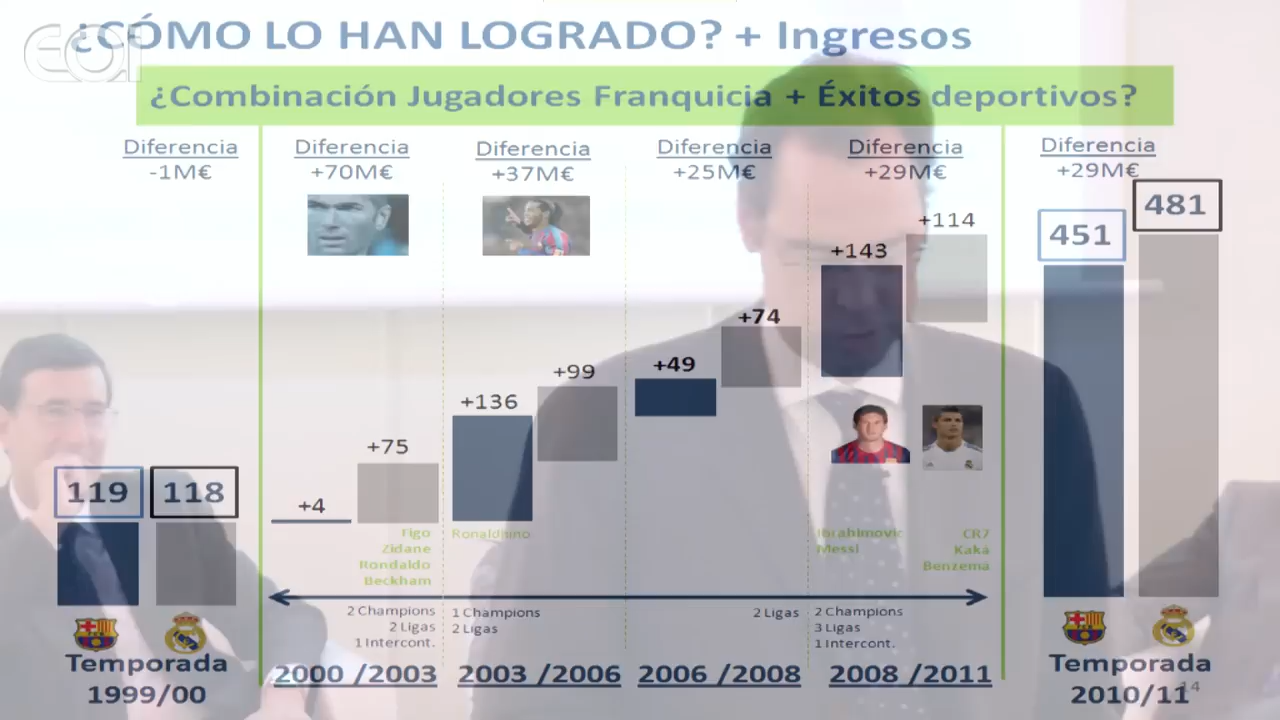 eoi
¿CÓMO LO HAN LOGRADO? + Ingresos
¿Combinación Jugadores Franquicia + Éxitos deportivos?
Diferencia
-1M€
Diferencia
+70M€
Diferencia
+37M€
Diferencia
+25M€
Diferencia
+29M€
Diferencia
+29M€
119
118
+4
+75
+136
+99
+49
+74
+143
+114
451
481
Figo
Zidane
Rondaldo
Beckham
Ronaldhino
Ibrahimovic
Messi
CR7
Kaká
Benzema
2 Champions
2 Ligas
1 Intercont.
1 Champions
2 Ligas
2 Ligas
2 Champions
3 Ligas
1 Intercont.
Temporada
1999/00
2000 /2003
2003 /2006
2006 /2008
2008 /2011
Temporada
2010/11
14